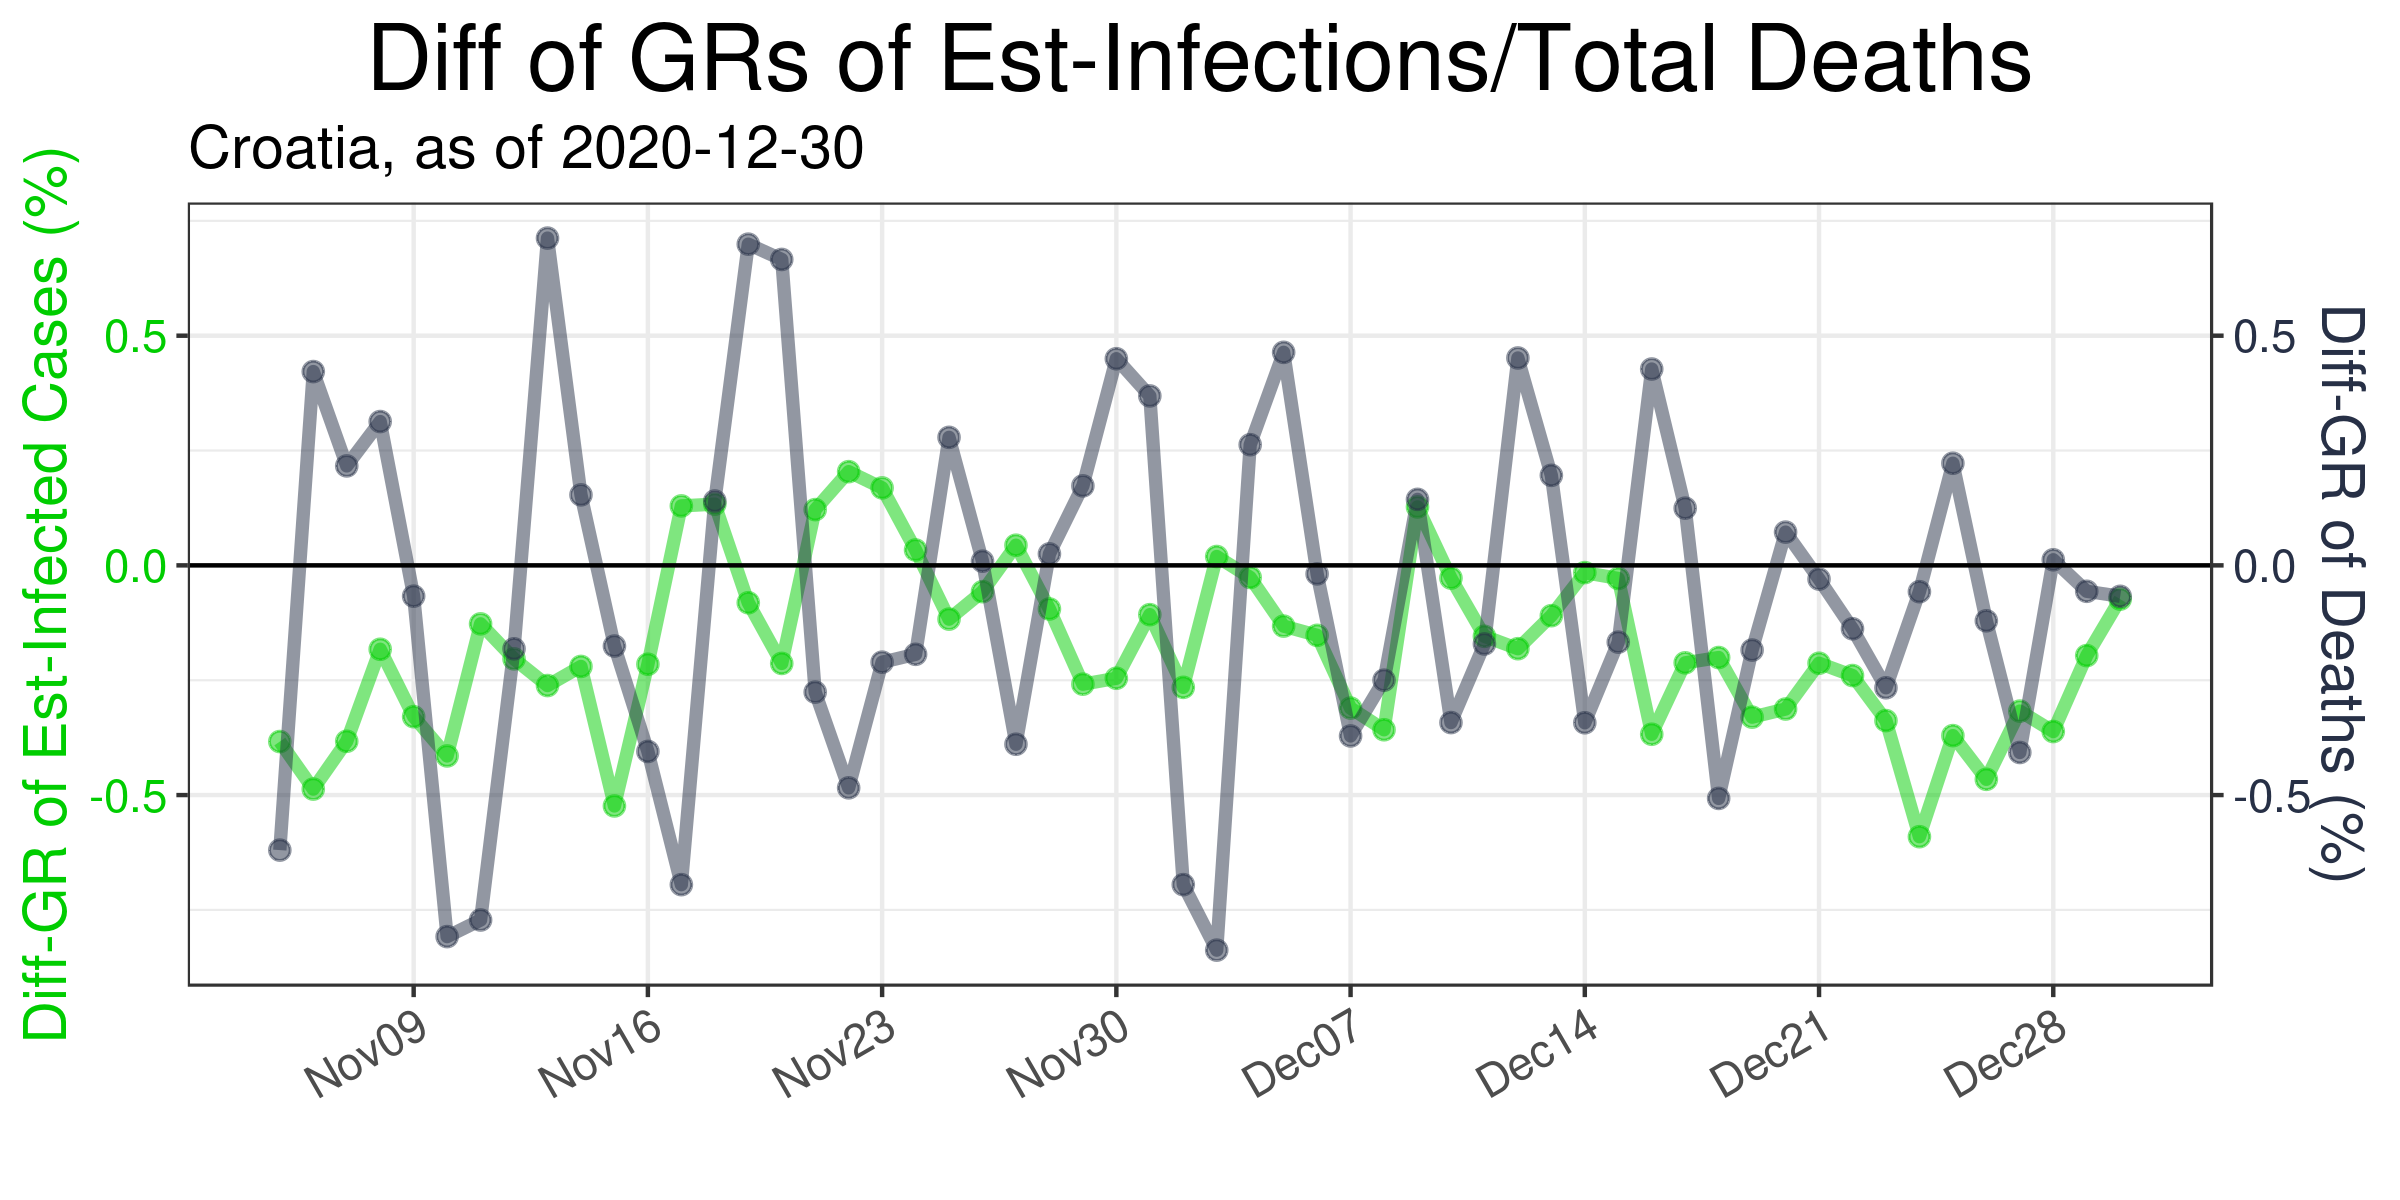 Diff of GRs of Est-Infections/Total Deaths
Croatia, as of 2020-12-30
Diff-GR of Est-Infected Cases (%)
0.5
0.0
-0.5
0.5
0.0
-0.5
Diff-GR of Deaths (%)
Nov09
Nov16
Nov23
Nov30
Dec07
Dec14
Dec21
Dec28